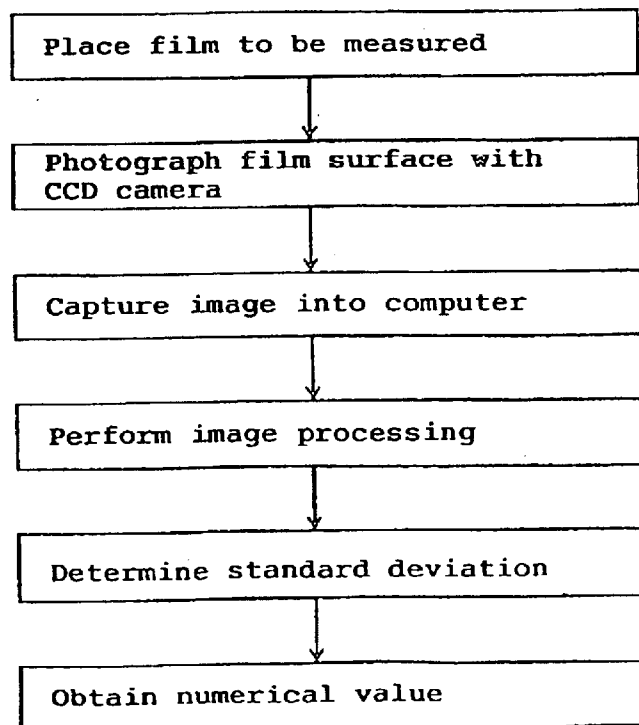 Place film to be measured
Photograph film surface with
CCD camera
Capture image into computer
Perform image processing
Determine standard deviation
Obtain numerical value